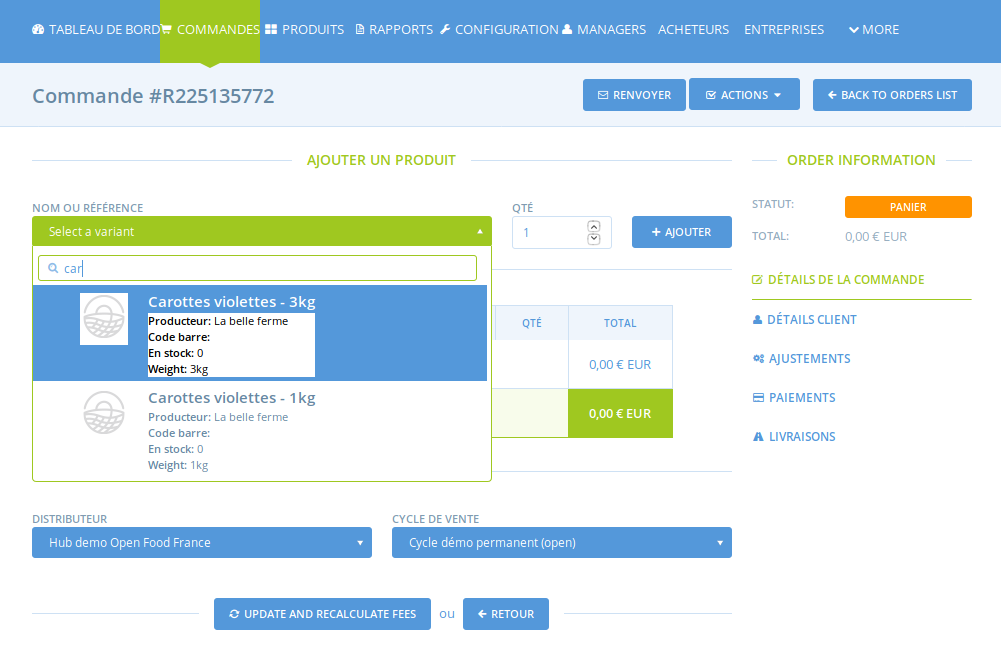 TABLEAU DE BORD COMMANDES PRODUITS RAPPORTS CONFIGURATION MANAGERS ACHETEURS ENTREPRISES MORE
Commande #R225135772
RENVOYER ACTIONS BACK TO ORDERS LIST
AJOUTER UN PRODUIT
NOM OU RÉFÉRENCE QTÉ
Select a variant 1 AJOUTER
car
Carottes violettes - 3kg
Producteur: La belle ferme
Code barre:
En stock: 0
Weight: 3kg
Carottes violettes - 1kg
Producteur: La belle ferme
Code barre:
En stock: 0
Weight: 1kg
QTÉ TOTAL
0,00 € EUR
0,00 € EUR
DISTRIBUTEUR CYCLE DE VENTE
Hub demo Open Food France Cycle démo permanent (open)
UPDATE AND RECALCULATE FEES ou RETOUR
ORDER INFORMATION
STATUT: PANIER
TOTAL: 0,00 € EUR
DÉTAILS DE LA COMMANDE
DÉTAILS CLIENT
AJUSTEMENTS
PAIEMENTS
LIVRAISONS